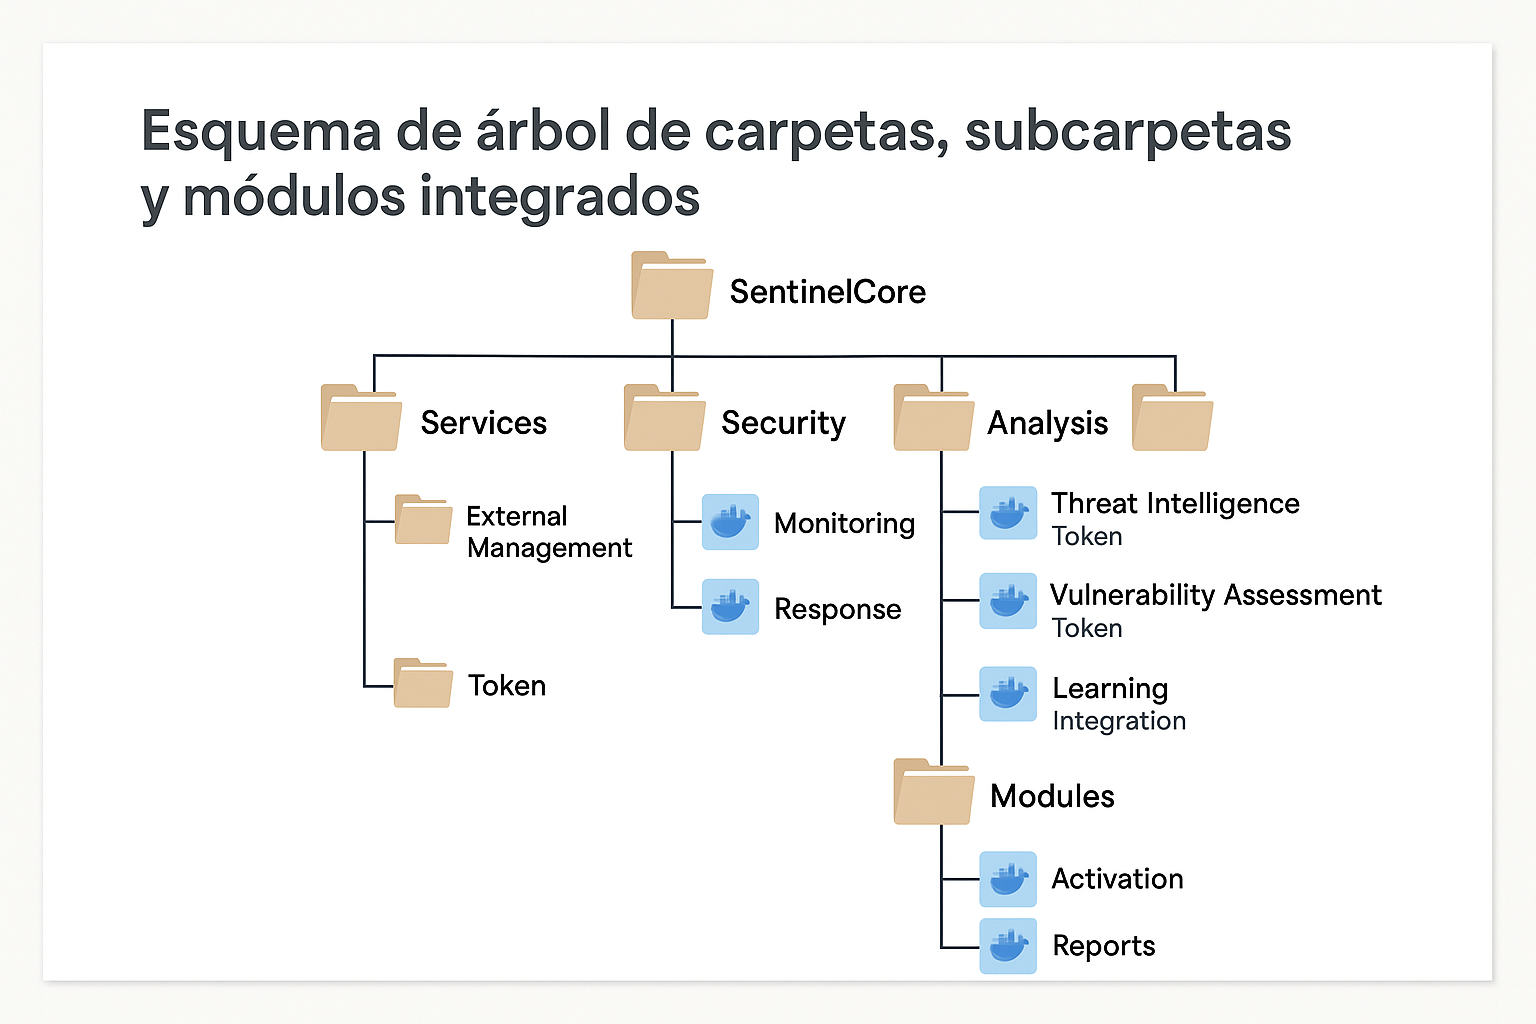 Esquema de árbol de carpetas, subcarpetas
y módulos integrados
SentinelCore
Services
Security
Analysis
External
Management
Token
Monitoring
Response
Threat Intelligence
Token
Vulnerability Assessment
Token
Learning
Integration
Modules
Activation
Reports